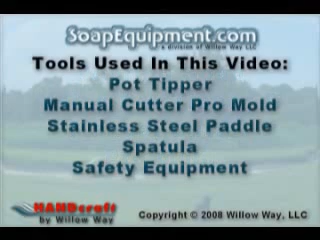 SoapEquipment.com
a division of Willow Way LLC
Tools Used In This Video:
Pot Tipper
Manual Cutter Pro Mold
Stainless Steel Paddle
Spatula
Safety Equipment
HANDcraft
by Willow Way
Copyright © 2008 Willow Way, LLC